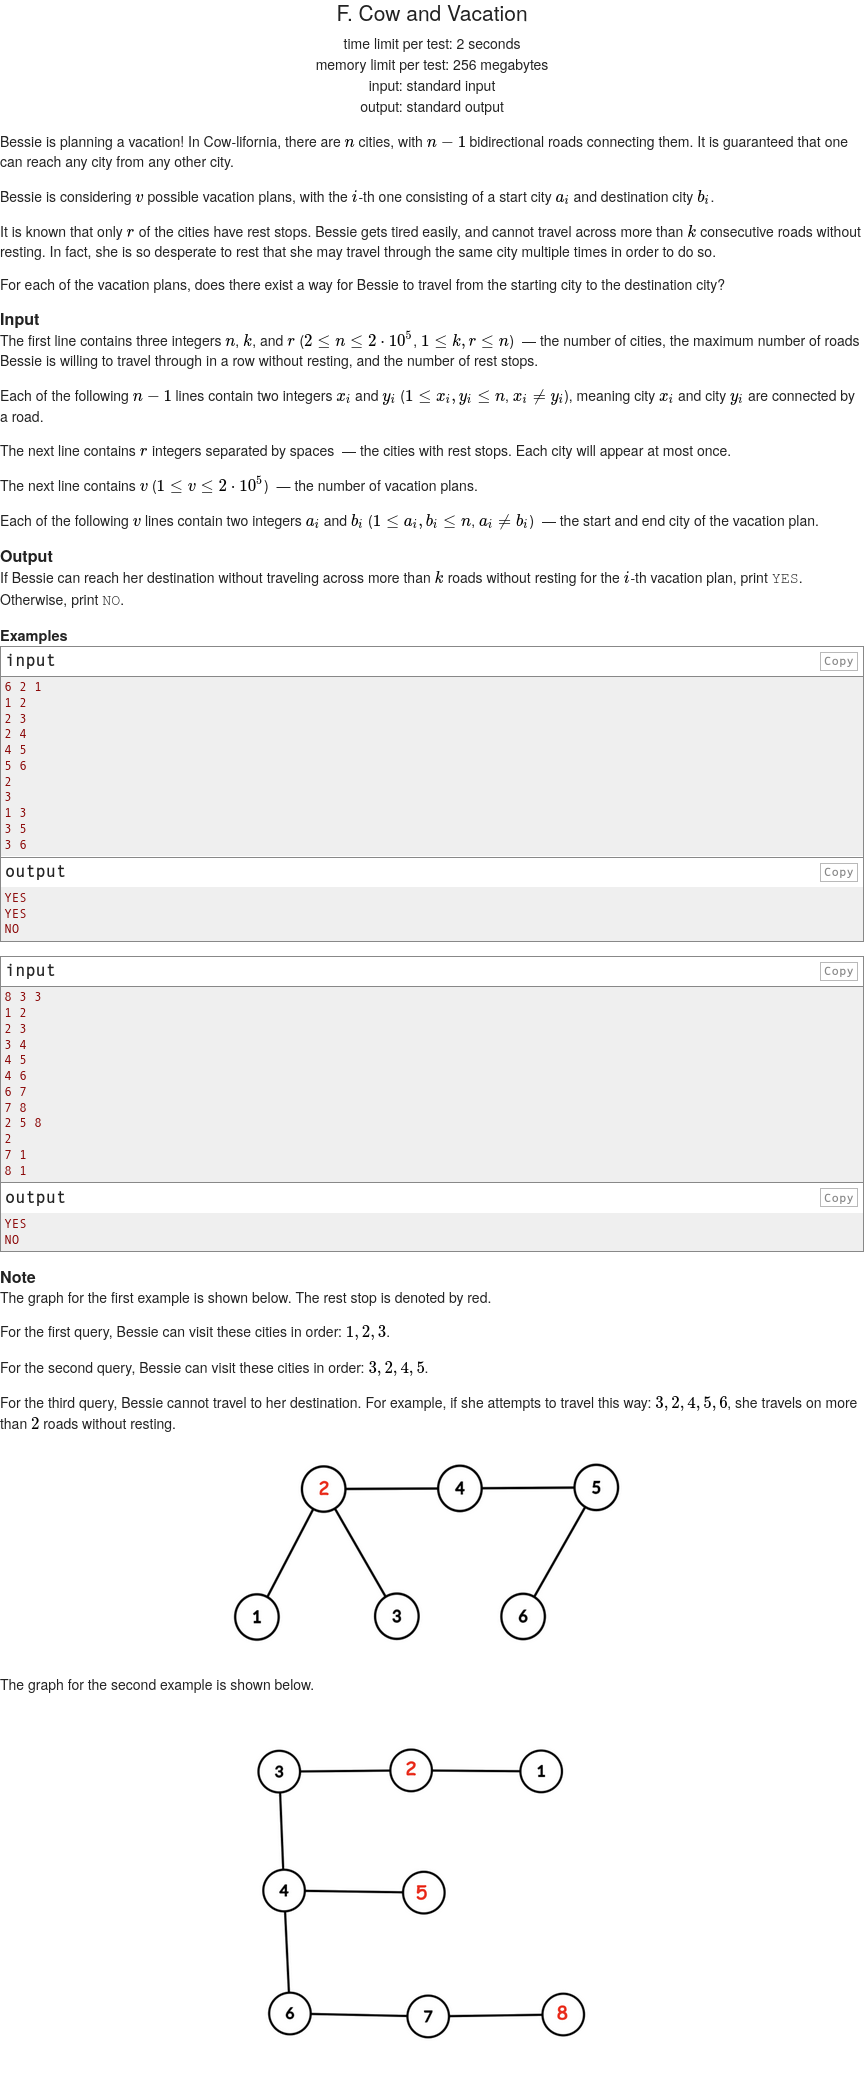 F. Cow and Vacation
time limit per test: 2 seconds
memory limit per test: 256 megabytes
input: standard input
output: standard output
Bessie is planning a vacation! In Cow-lifornia, there are n cities, with n − 1 bidirectional roads connecting them. It is guaranteed that one
can reach any city from any other city.
Bessie is considering v possible vacation plans, with the i-th one consisting of a start city a_i and destination city b_i.
It is known that only r of the cities have rest stops. Bessie gets tired easily, and cannot travel across more than k consecutive roads without
resting. In fact, she is so desperate to rest that she may travel through the same city multiple times in order to do so.
For each of the vacation plans, does there exist a way for Bessie to travel from the starting city to the destination city?
Input
The first line contains three integers n, k, and r (2 ≤ n ≤ 2 · 10^5, 1 ≤ k, r ≤ n) — the number of cities, the maximum number of roads
Bessie is willing to travel through in a row without resting, and the number of rest stops.
Each of the following n − 1 lines contain two integers x_i and y_i (1 ≤ x_i, y_i ≤ n, x_i ≠ y_i), meaning city x_i and city y_i are connected by
a road.
The next line contains r integers separated by spaces — the cities with rest stops. Each city will appear at most once.
The next line contains v (1 ≤ v ≤ 2 · 10^5) — the number of vacation plans.
Each of the following v lines contain two integers a_i and b_i (1 ≤ a_i, b_i ≤ n, a_i ≠ b_i) — the start and end city of the vacation plan.
Output
If Bessie can reach her destination without traveling across more than k roads without resting for the i-th vacation plan, print YES.
Otherwise, print NO.
Examples
input
Copy
6 2 1
1 2
2 3
2 4
4 5
5 6
2
3
1 3
3 5
3 6
output
Copy
YES
YES
NO
input
Copy
8 3 3
1 2
2 3
3 4
4 5
4 6
6 7
7 8
2 5 8
2
7 1
8 1
output
Copy
YES
NO
Note
The graph for the first example is shown below. The rest stop is denoted by red.
For the first query, Bessie can visit these cities in order: 1, 2, 3.
For the second query, Bessie can visit these cities in order: 3, 2, 4, 5.
For the third query, Bessie cannot travel to her destination. For example, if she attempts to travel this way: 3, 2, 4, 5, 6, she travels on more
than 2 roads without resting.
2 4 5
1 3 6
The graph for the second example is shown below.
3 2 1
4 5
6 7 8